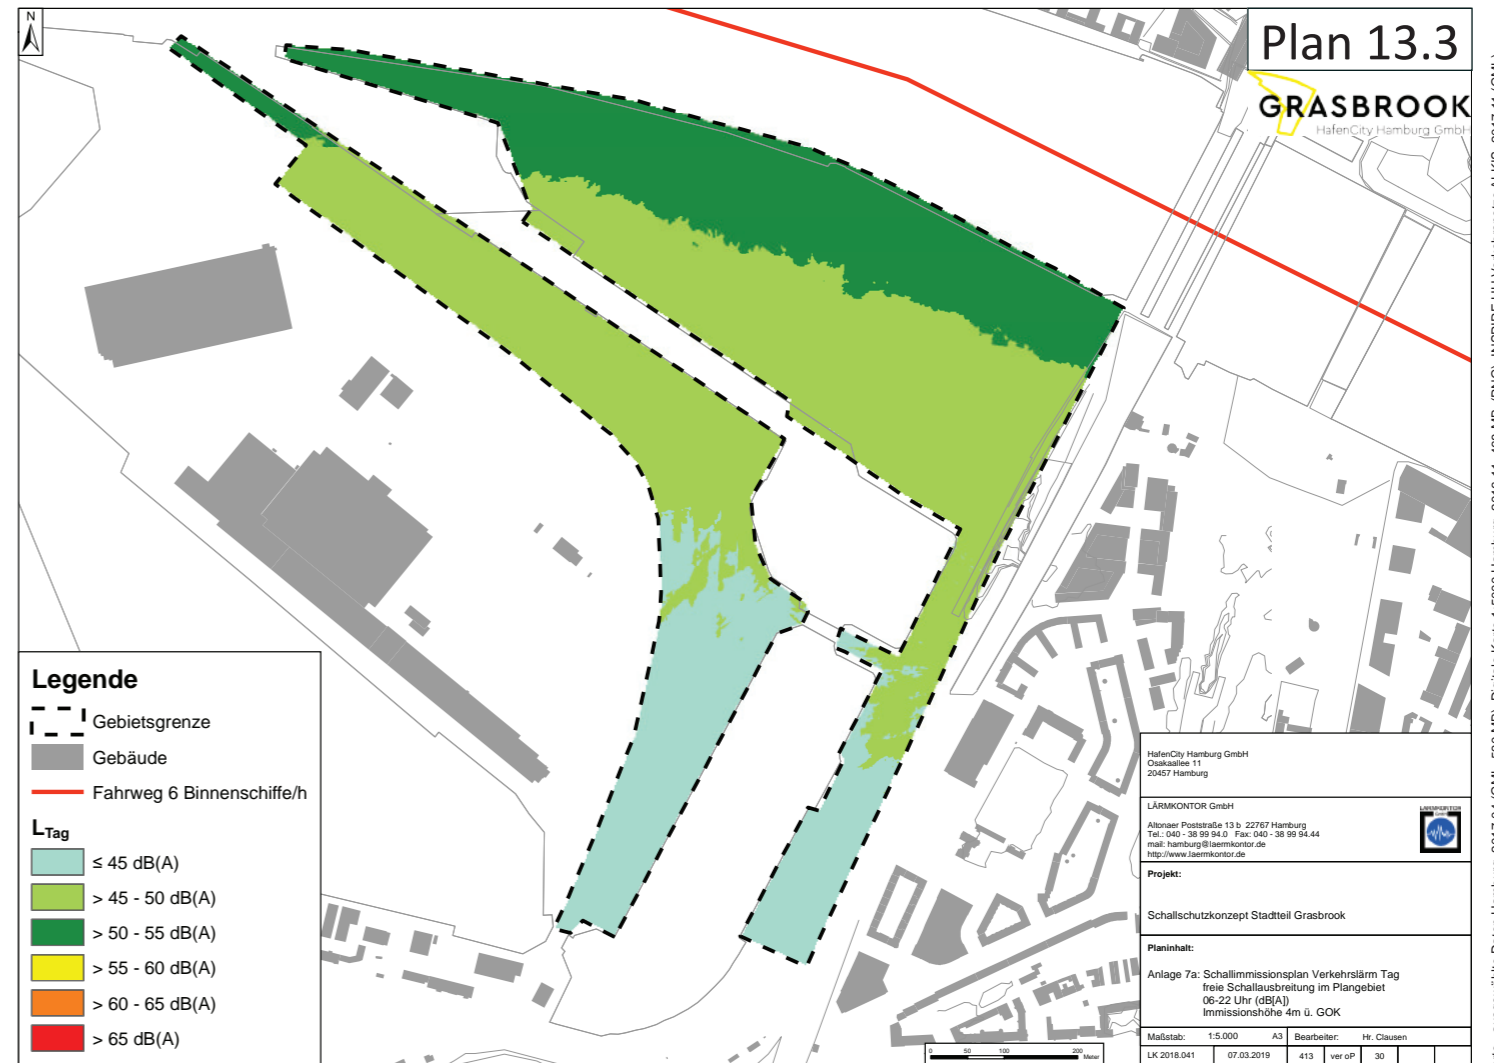 N
Plan 13.3
GRASBROOK
HafenCity Hamburg GmbH
Legende
Gebietsgrenze
Gebäude
Fahrweg 6 Binnenschiffe/h
LTag
≤ 45 dB(A)
> 45 - 50 dB(A)
> 50 - 55 dB(A)
> 55 - 60 dB(A)
> 60 - 65 dB(A)
> 65 dB(A)
HafenCity Hamburg GmbH
Osakaallee 11
20457 Hamburg
LÄRMKONTOR GmbH
Altonaer Poststraße 13 b 22767 Hamburg
Tel.: 040 - 38 99 94.0 Fax: 040 - 38 99 94.44
mail: hamburg@laermkontor.de
http://www.laermkontor.de
LÄRMKONTOR
GmbH
Projekt:
Schallschutzkonzept Stadtteil Grasbrook
Planinhalt:
Anlage 7a: Schallimmissionsplan Verkehrslärm Tag
freie Schallausbreitung im Plangebiet
06-22 Uhr (dB[A])
Immissionshöhe 4m ü. GOK
Maßstab: 1:5.000 A3 Bearbeiter: Hr. Clausen
LK 2018.041 07.03.2019 413 ver oP 30
0 50 100 200 Meter